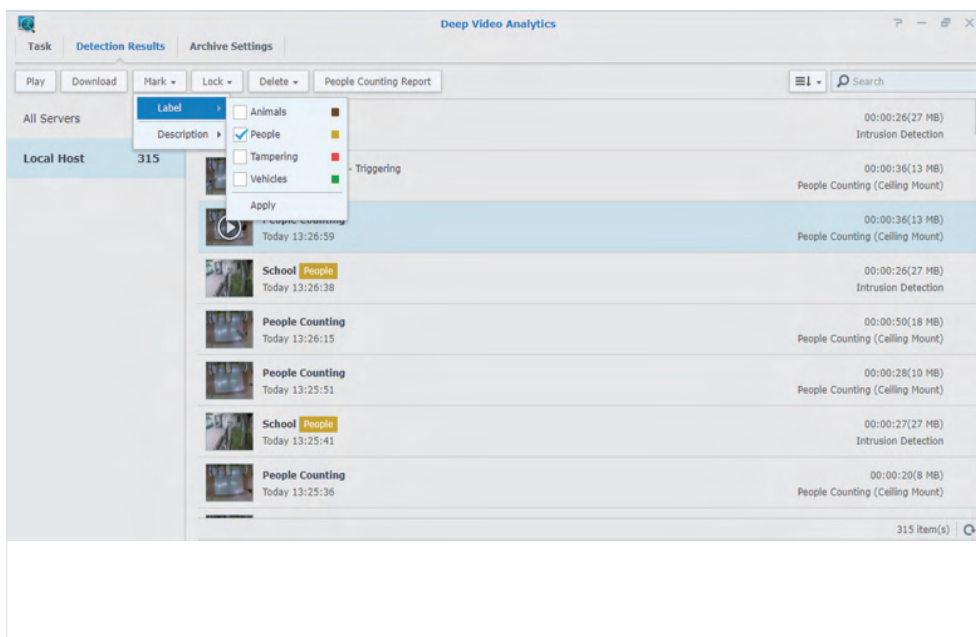 Deep Video Analytics
Task Detection Results Archive Settings
Play Download Mark Lock Delete People Counting Report Search
Label
Description
Animals
People
Tampering
Vehicles
Apply
All Servers
Local Host 315
00:00:26(27 MB)
Intrusion Detection
- Triggering
00:00:36(13 MB)
People Counting (Ceiling Mount)
People Counting
00:00:36(13 MB)
Today 13:26:59
People Counting (Ceiling Mount)
School People
00:00:26(27 MB)
Today 13:26:38
Intrusion Detection
People Counting
00:00:50(18 MB)
Today 13:26:15
People Counting (Ceiling Mount)
People Counting
00:00:28(10 MB)
Today 13:25:51
People Counting (Ceiling Mount)
School People
00:00:27(27 MB)
Today 13:25:41
Intrusion Detection
People Counting
00:00:20(8 MB)
Today 13:25:36
People Counting (Ceiling Mount)
315 item(s)